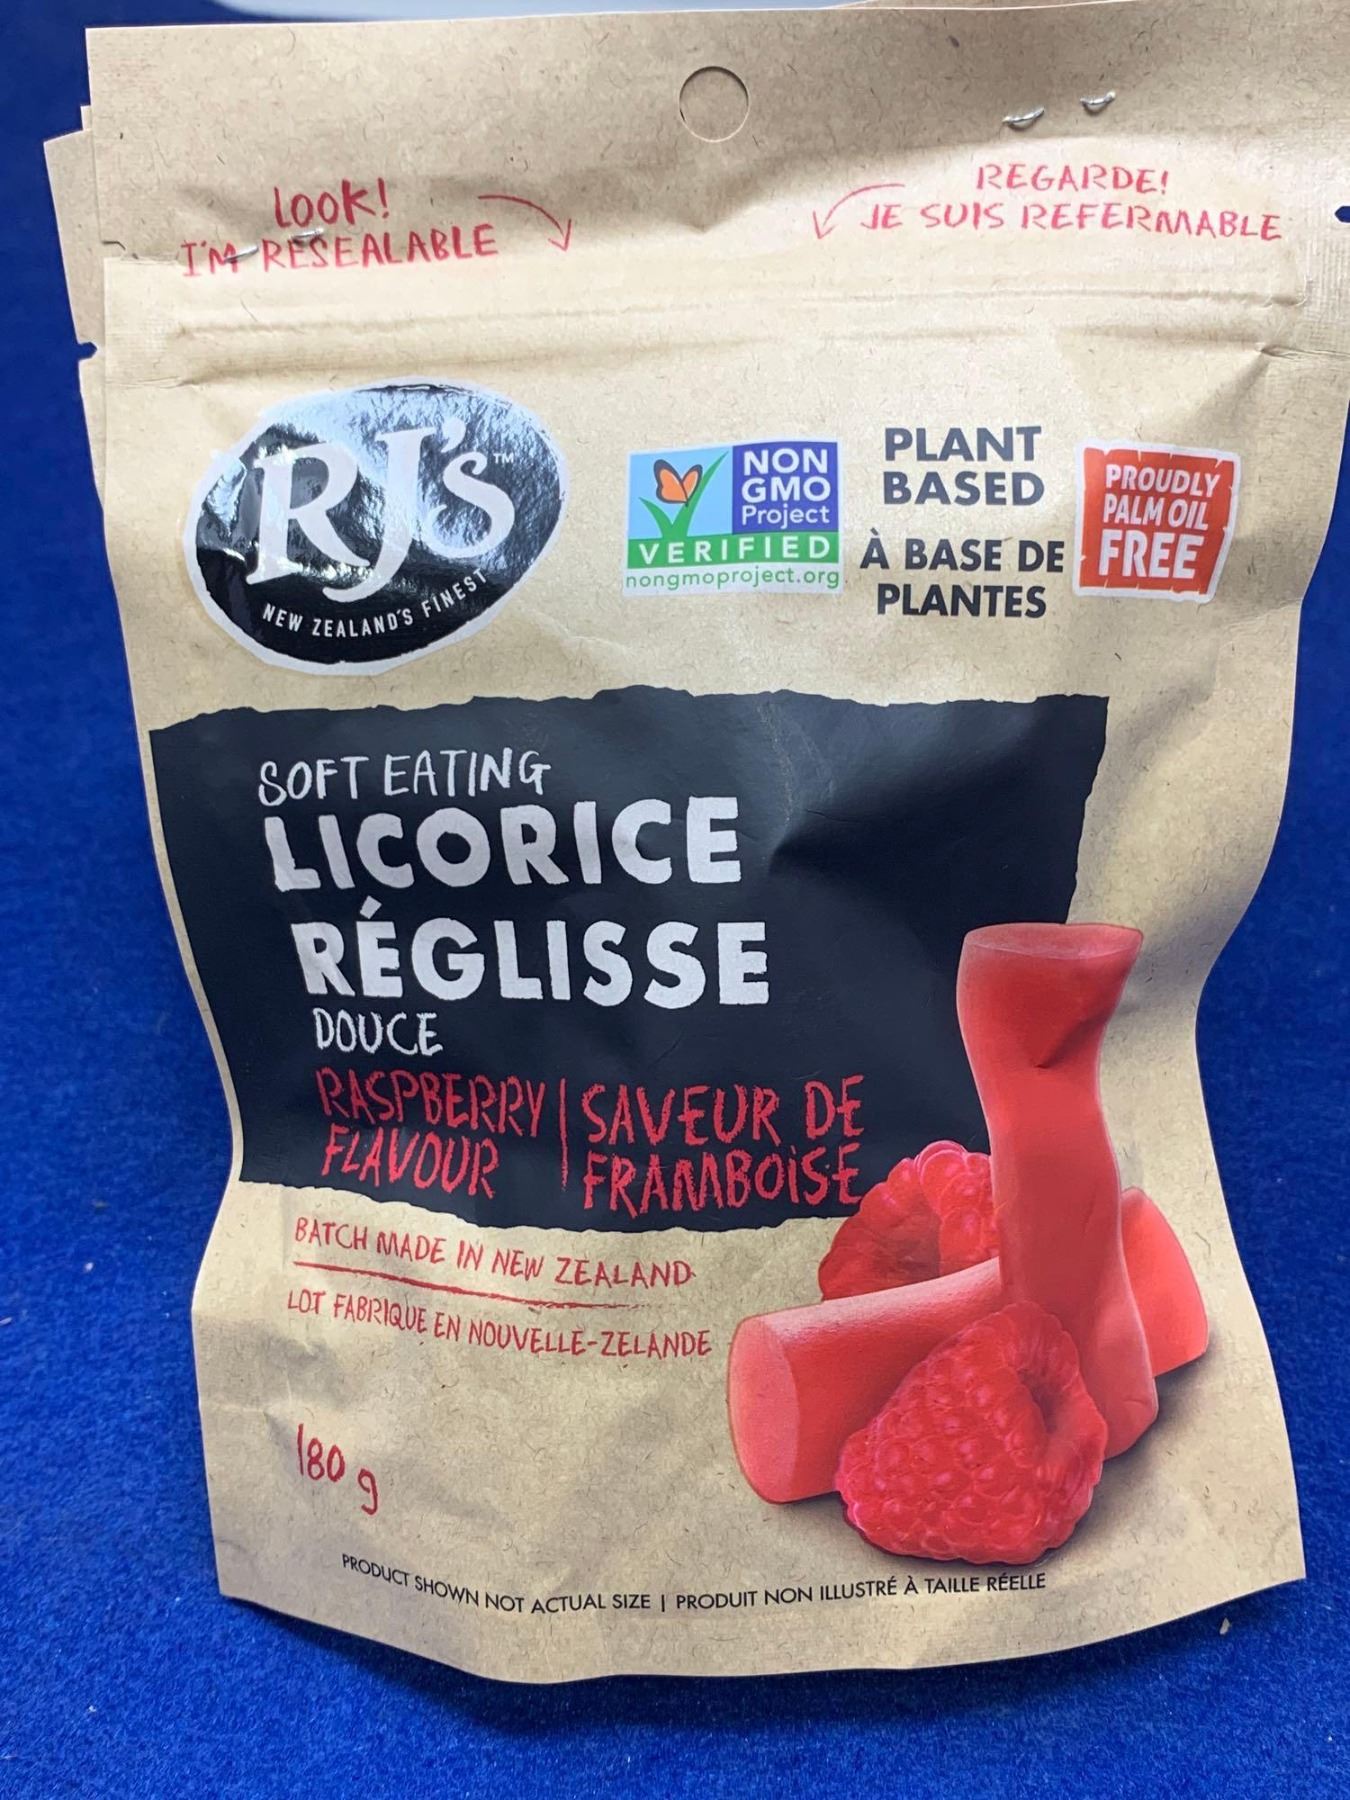 LOOK!
I'M RESEALABLE
REGARDE!
JE SUIS REFERMABLE
RJ's™
NEW ZEALAND'S FINEST
NON
GMO
Project
VERIFIED
nongmoproject.org
PLANT
BASED
À BASE DE
PLANTES
PROUDLY
PALM OIL
FREE
SOFT EATING
LICORICE
RÉGLISSE
DOUCE
RASPBERRY
FLAVOUR
SAVEUR DE
FRAMBOISE
BATCH MADE IN NEW ZEALAND
LOT FABRIQUE EN NOUVELLE-ZELANDE
180 g
PRODUCT SHOWN NOT ACTUAL SIZE | PRODUIT NON ILLUSTRÉ À TAILLE RÉELLE